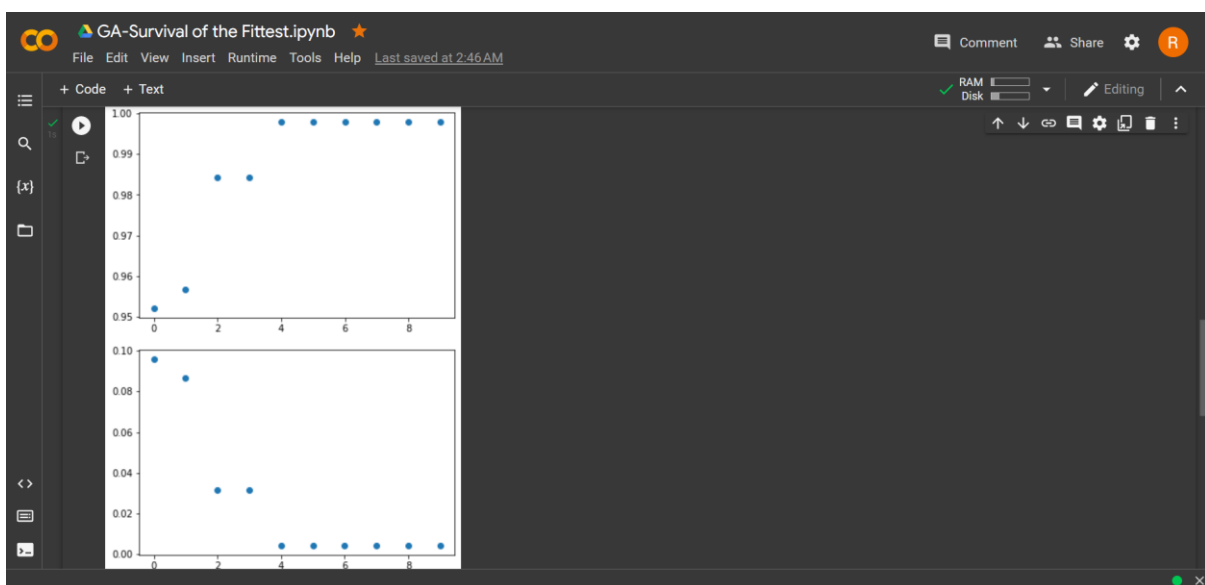 GA-Survival of the Fittest.ipynb
File Edit View Insert Runtime Tools Help Last saved at 2:46 AM
Comment Share R
+ Code + Text
RAM
Disk
Editing
1s
{x}
1.00
0.99
0.98
0.97
0.96
0.95
0 2 4 6 8
0.10
0.08
0.06
0.04
0.02
0.00
0 2 4 6 8